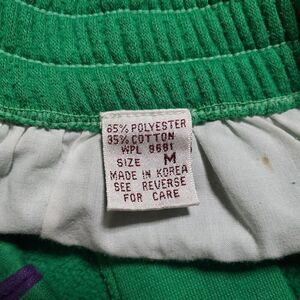 65% POLYESTER
35% COTTON
WPL 9681
SIZE M
MADE IN KOREA
SEE REVERSE
FOR CARE